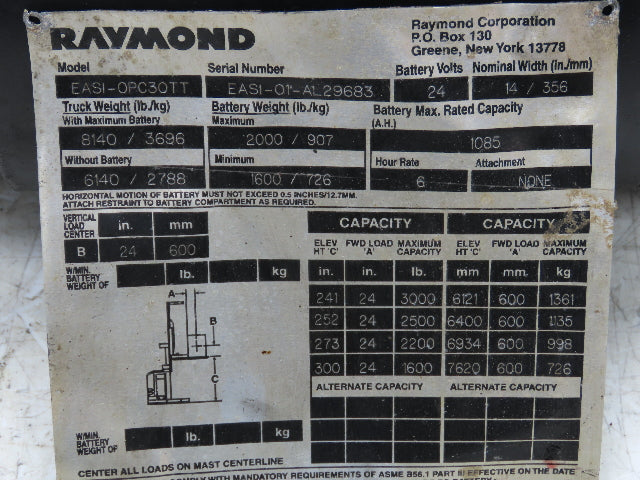 RAYMOND
Raymond Corporation
P.O. Box 130
Greene, New York 13778
Model Serial Number Battery Volts Nominal Width (in./mm)
EASI-OPC30TT EASI-01-AL29683 24 14 / 356
Truck Weight (lb./kg) Battery Weight (lb./kg) Battery Max. Rated Capacity
With Maximum Battery Maximum (A.H.)
8140 / 3696 2000 / 907 1085
Without Battery Minimum Hour Rate Attachment
6140 / 2788 1600 / 726 6 NONE
HORIZONTAL MOTION OF BATTERY MUST NOT EXCEED 0.5 INCHES/12.7MM.
ATTACH RESTRAINT TO BATTERY COMPARTMENT AS REQUIRED.
VERTICAL LOAD CENTER in. mm
B 24 600
W/MIN. BATTERY WEIGHT OF lb. kg
A
B
C
CAPACITY CAPACITY
ELEV HT 'C' FWD LOAD 'A' MAXIMUM CAPACITY ELEV HT 'C' FWD LOAD 'A' MAXIMUM CAPACITY
in. in. lb. mm mm. kg
241 24 3000 6121 600 1361
252 24 2500 6400 600 1135
273 24 2200 6934 600 998
300 24 1600 7620 600 726
ALTERNATE CAPACITY ALTERNATE CAPACITY
W/MIN. BATTERY WEIGHT OF lb. kg
CENTER ALL LOADS ON MAST CENTERLINE
COMPLY WITH MANDATORY REQUIREMENTS OF ASME B56.1 PART III EFFECTIVE ON THE DATE